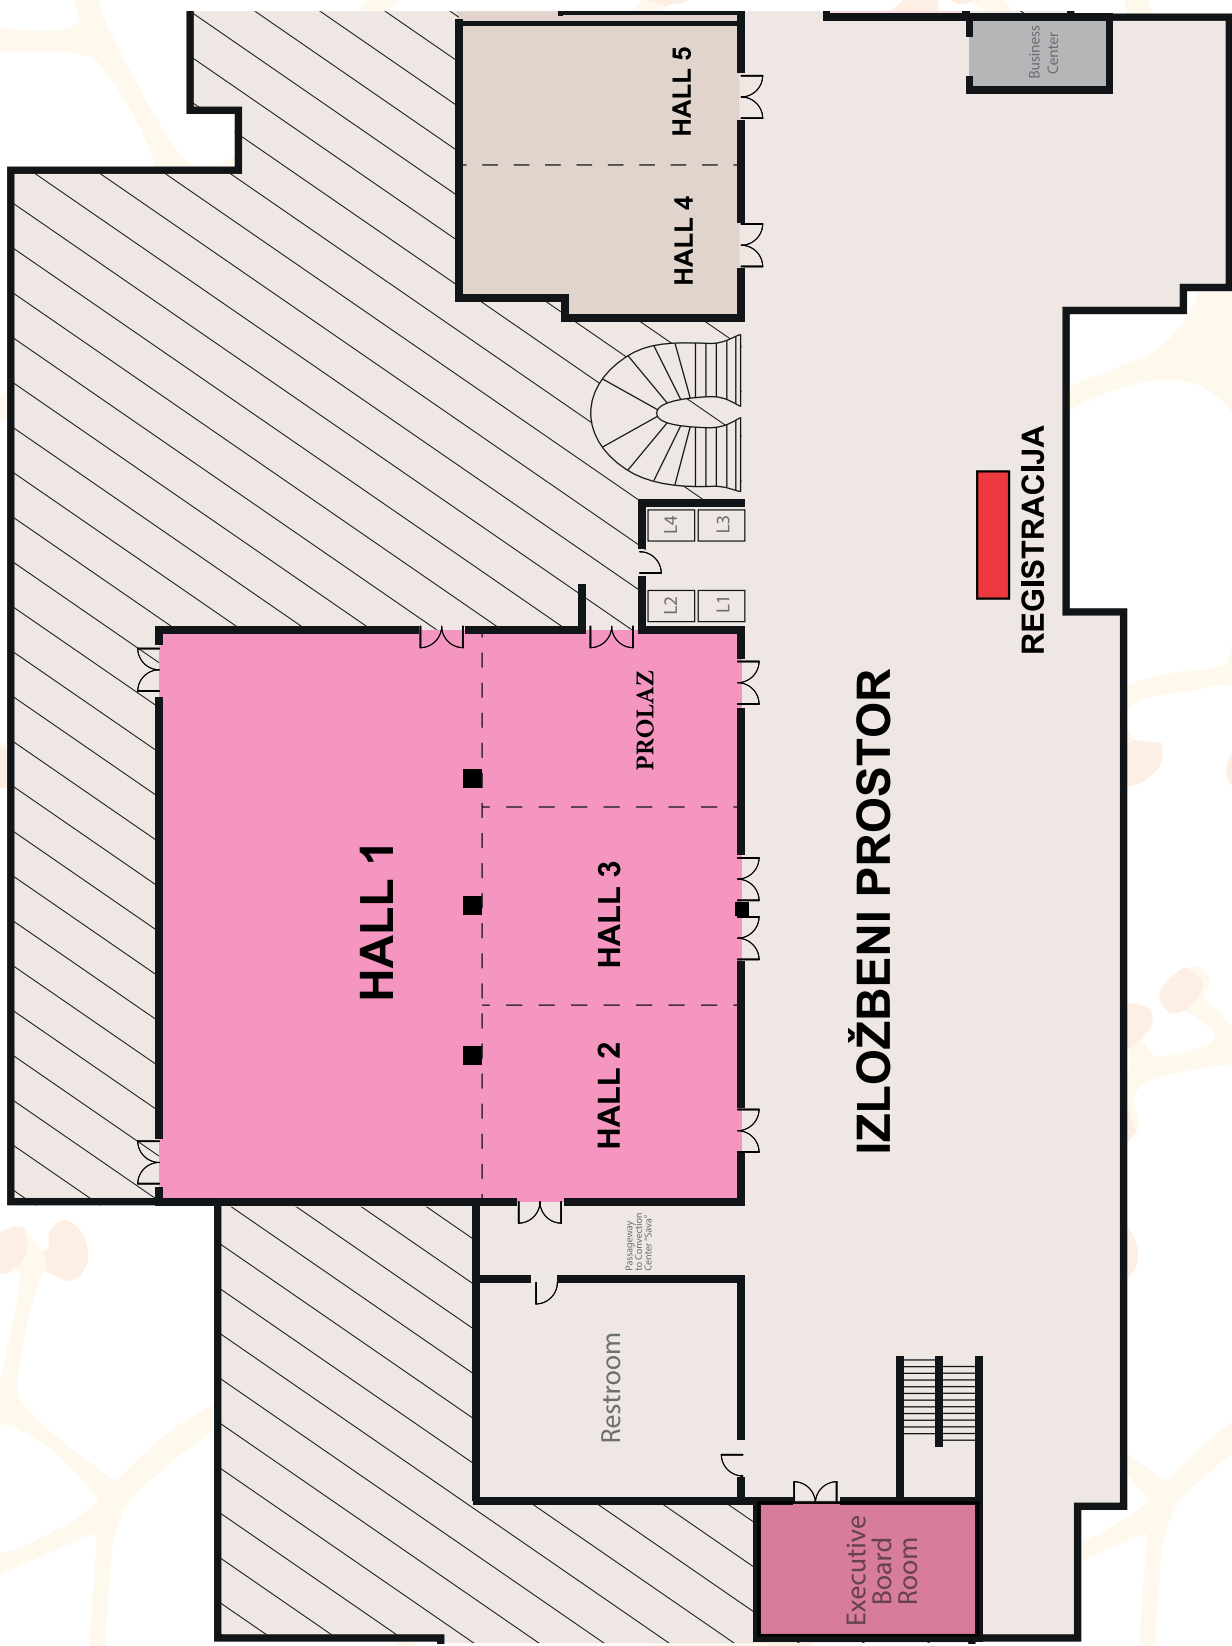 Business
Center
HALL 5
HALL 4
REGISTRACIJA
L4
L3
L2
L1
PROLAZ
IZLOŽBENI PROSTOR
HALL 1
HALL 3
HALL 2
Passageway
to Convection
Center "Sava"
Restroom
Executive
Board
Room